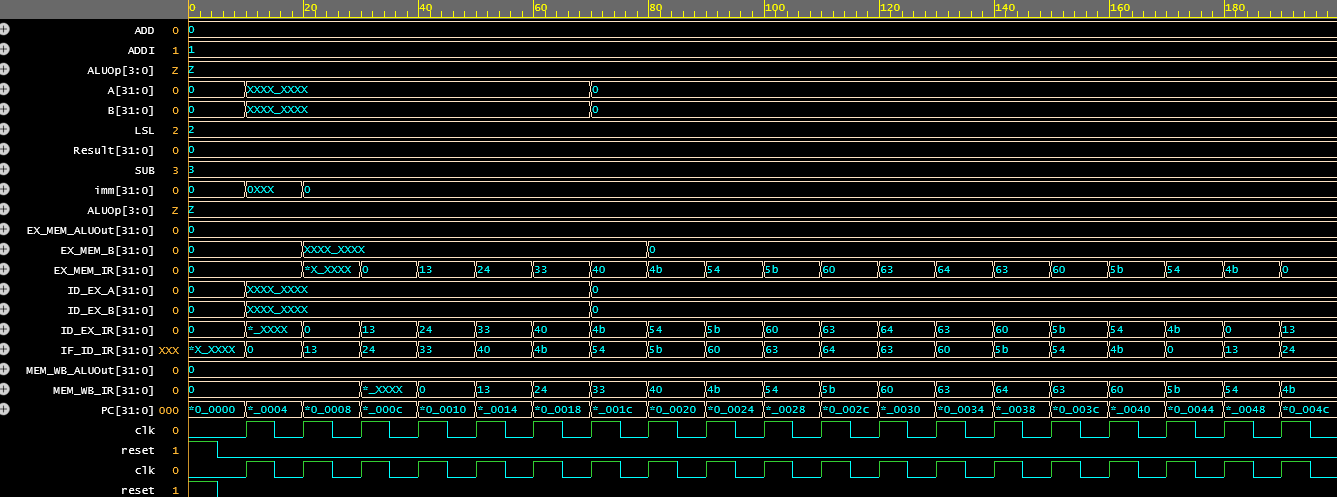 0 20 40 60 80 100 120 140 160 180
ADD 0 0
ADDI 1 1
ALUOp[3:0] Z Z
A[31:0] 0 0 XXXX_XXXX 0
B[31:0] 0 0 XXXX_XXXX 0
LSL 2 2
Result[31:0] 0 0
SUB 3 3
imm[31:0] 0 0 0XXX 0
ALUOp[3:0] Z Z
EX_MEM_ALUOut[31:0] 0 0
EX_MEM_B[31:0] 0 0 XXXX_XXXX 0
EX_MEM_IR[31:0] 0 0 *X_XXXX 0 13 24 33 40 4b 54 5b 60 63 64 63 60 5b 54 4b 0
ID_EX_A[31:0] 0 0 XXXX_XXXX 0
ID_EX_B[31:0] 0 0 XXXX_XXXX 0
ID_EX_IR[31:0] 0 0 *_XXXX 0 13 24 33 40 4b 54 5b 60 63 64 63 60 5b 54 4b 0 13
IF_ID_IR[31:0] XXX *X_XXXX 0 13 24 33 40 4b 54 5b 60 63 64 63 60 5b 54 4b 0 13 24
MEM_WB_ALUOut[31:0] 0 0
MEM_WB_IR[31:0] 0 0 *_XXXX 0 13 24 33 40 4b 54 5b 60 63 64 63 60 5b 54 4b
PC[31:0] 000 *0_0000 *_0004 *0_0008 *_000c *0_0010 *_0014 *0_0018 *_001c *0_0020 *0_0024 *_0028 *0_002c *_0030 *0_0034 *_0038 *0_003c *_0040 *0_0044 *_0048 *0_004c
clk 0
reset 1
clk 0
reset 1